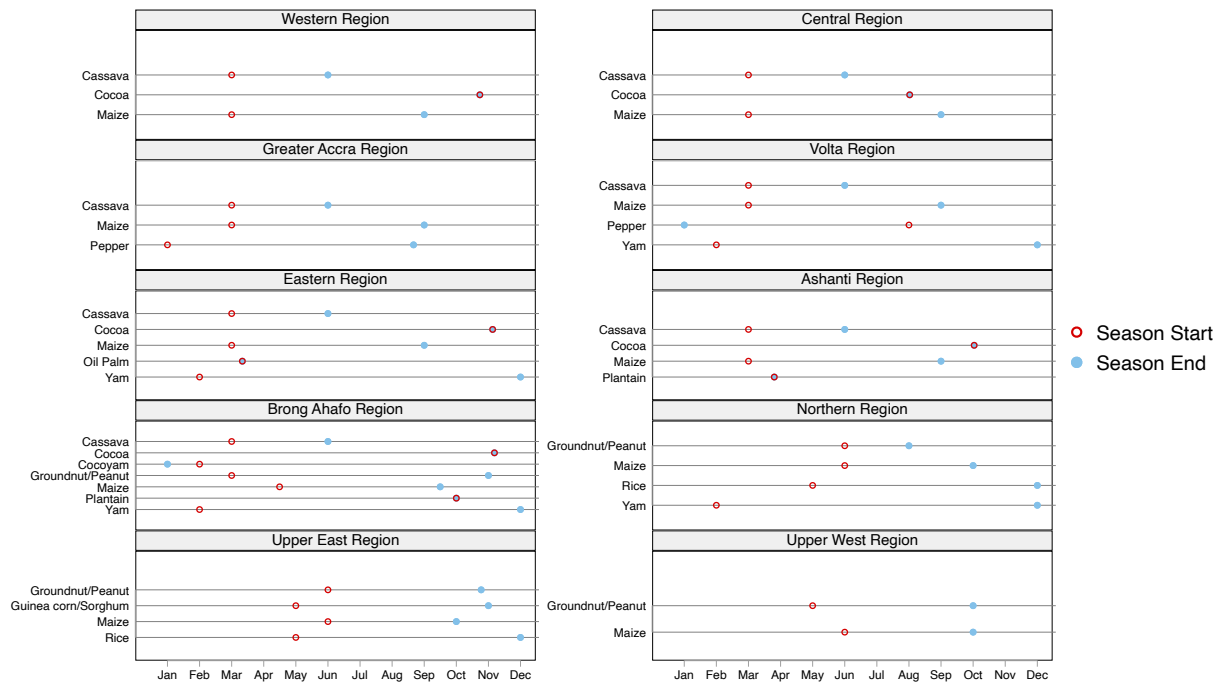 Western Region
Cassava
Cocoa
Maize
Central Region
Cassava
Cocoa
Maize
Greater Accra Region
Cassava
Maize
Pepper
Volta Region
Cassava
Maize
Pepper
Yam
Eastern Region
Cassava
Cocoa
Maize
Oil Palm
Yam
Ashanti Region
Cassava
Cocoa
Maize
Plantain
Brong Ahafo Region
Cassava
Cocoa
Cocoyam
Groundnut/Peanut
Maize
Plantain
Yam
Northern Region
Groundnut/Peanut
Maize
Rice
Yam
Upper East Region
Groundnut/Peanut
Guinea corn/Sorghum
Maize
Rice
Jan Feb Mar Apr May Jun Jul Aug Sep Oct Nov Dec
Upper West Region
Groundnut/Peanut
Maize
Jan Feb Mar Apr May Jun Jul Aug Sep Oct Nov Dec
Season Start
Season End